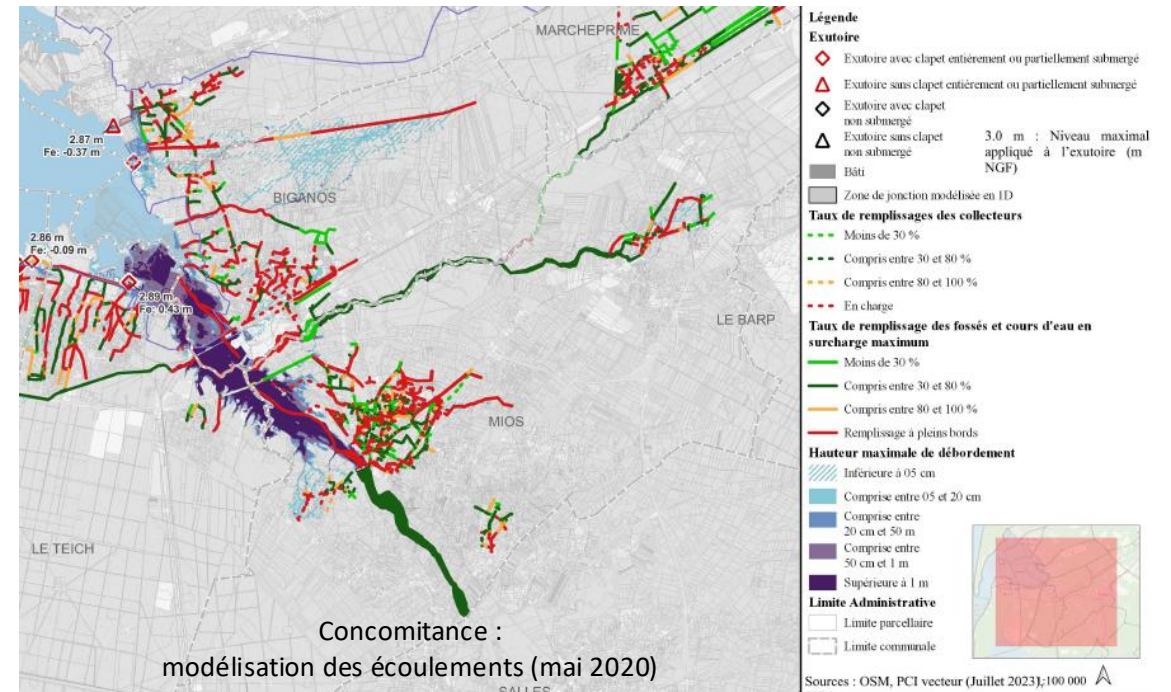 MARCHEPRIME
2.87 m
Fe: -0.37 m
BIGANOS
2.86 m
Fe: -0.09 m
2.89 m
Fe: 0.43 m
LE BARP
MIOS
LE TEICH
Concomitance :
modélisation des écoulements (mai 2020)
SALLES
Légende
Exutoire
Exutoire avec clapet entièrement ou partiellement submergé
Exutoire sans clapet entièrement ou partiellement submergé
Exutoire avec clapet
non submergé
Exutoire sans clapet
non submergé
3.0 m : Niveau maximal
appliqué à l'exutoire (m
NGF)
Bâti
Zone de jonction modélisée en 1D
Taux de remplissages des collecteurs
Moins de 30 %
Compris entre 30 et 80 %
Compris entre 80 et 100 %
En charge
Taux de remplissage des fossés et cours d'eau en
surcharge maximum
Moins de 30 %
Compris entre 30 et 80 %
Compris entre 80 et 100 %
Remplissage à pleins bords
Hauteur maximale de débordement
Inférieure à 05 cm
Comprise entre 05 et 20 cm
Comprise entre
20 cm et 50 m
Comprise entre
50 cm et 1 m
Supérieure à 1 m
Limite Administrative
Limite parcellaire
Limite communale
Sources : OSM, PCI vecteur (Juillet 2023)
:100 000